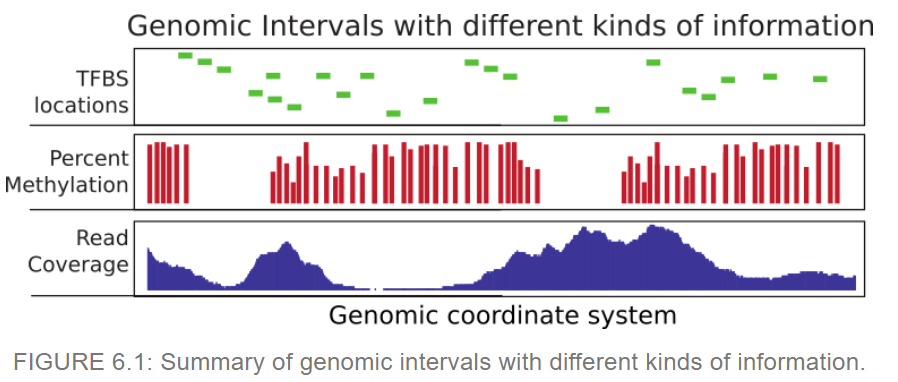 Genomic Intervals with different kinds of information
TFBS
locations
Percent
Methylation
Read
Coverage
Genomic coordinate system
FIGURE 6.1: Summary of genomic intervals with different kinds of information.